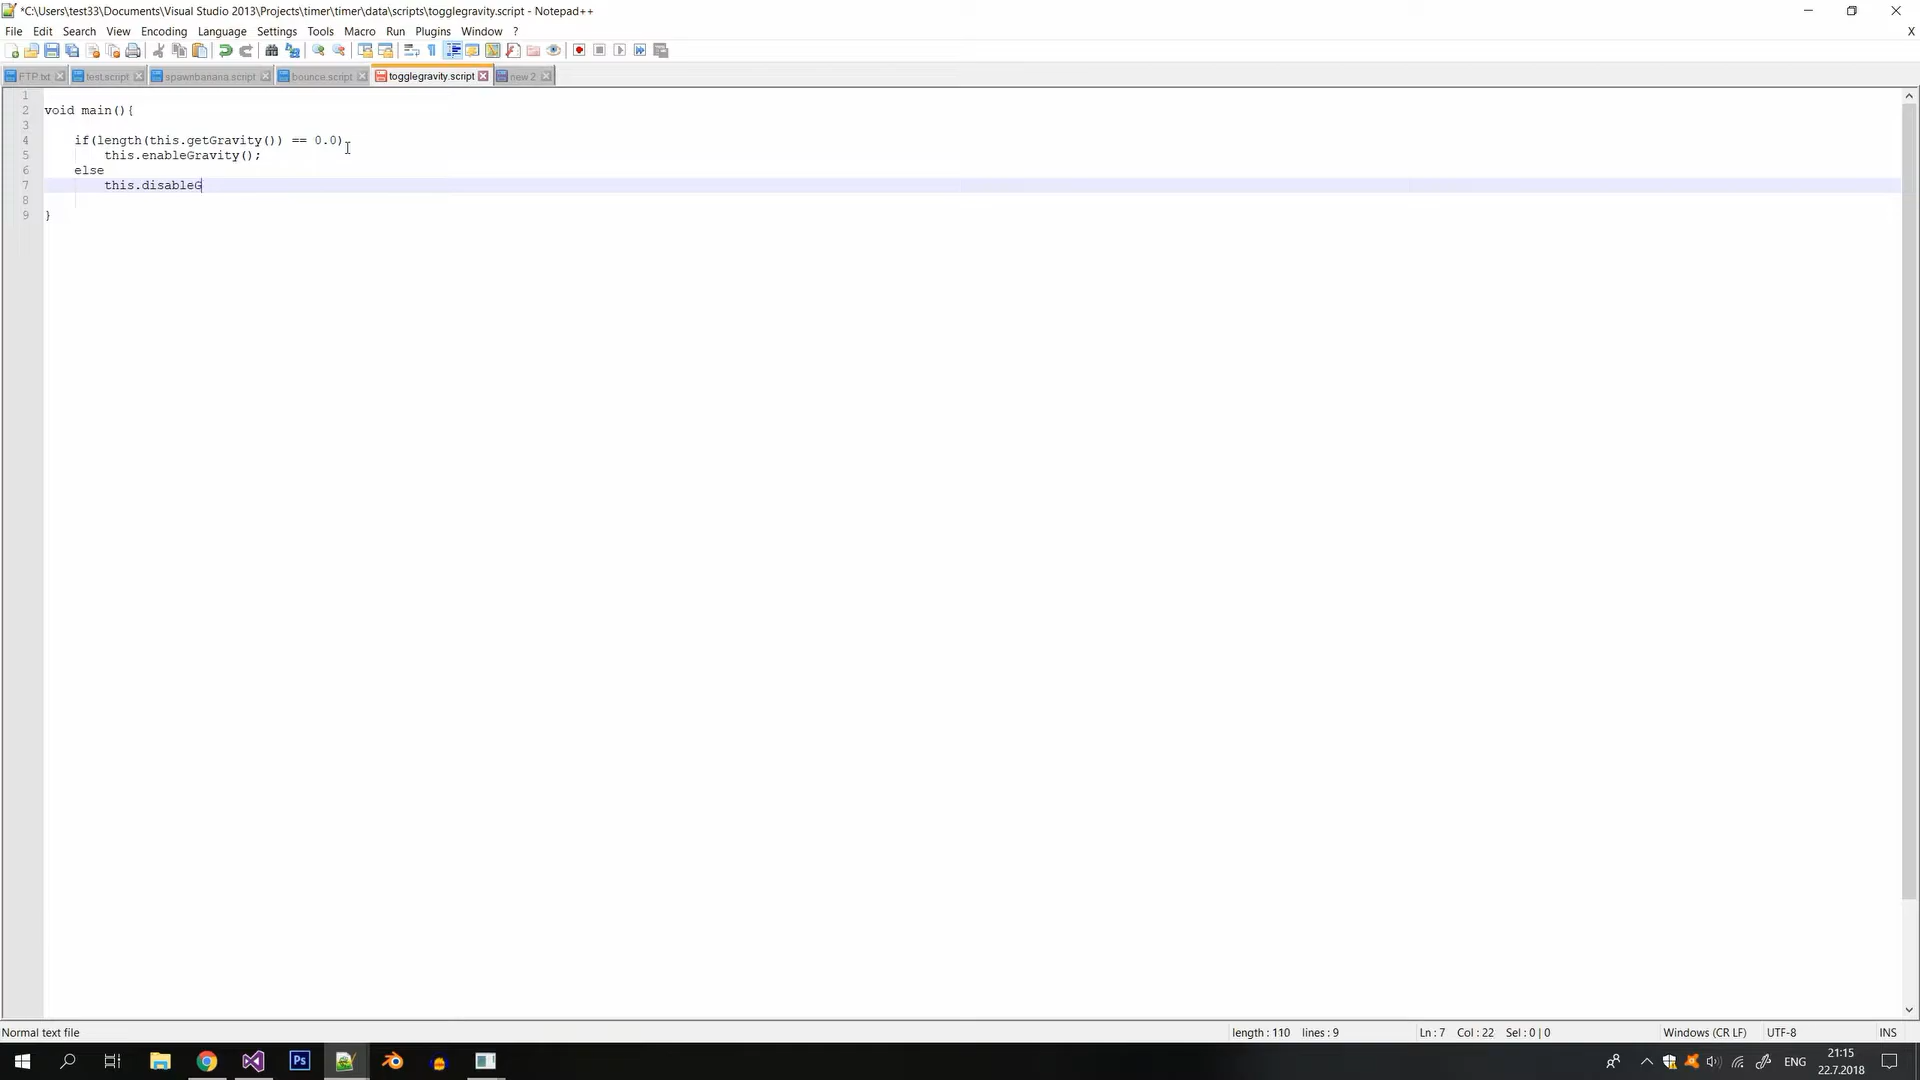 *C:\Users\test33\Documents\Visual Studio 2013\Projects\timer\timer\data\scripts\togglegravity.script - Notepad++
File Edit Search View Encoding Language Settings Tools Macro Run Plugins Window ? X
FTP.txt test.script spawnbanana.script bounce.script togglegravity.script new 2
1
2 void main(){
3
4 if(length(this.getGravity()) == 0.0)
5 this.enableGravity();
6 else
7 this.disableG
8
9 }
Normal text file length : 110 lines : 9 Ln : 7 Col : 22 Sel : 0 | 0 Windows (CR LF) UTF-8 INS
Ps ENG 21:15
22.7.2018